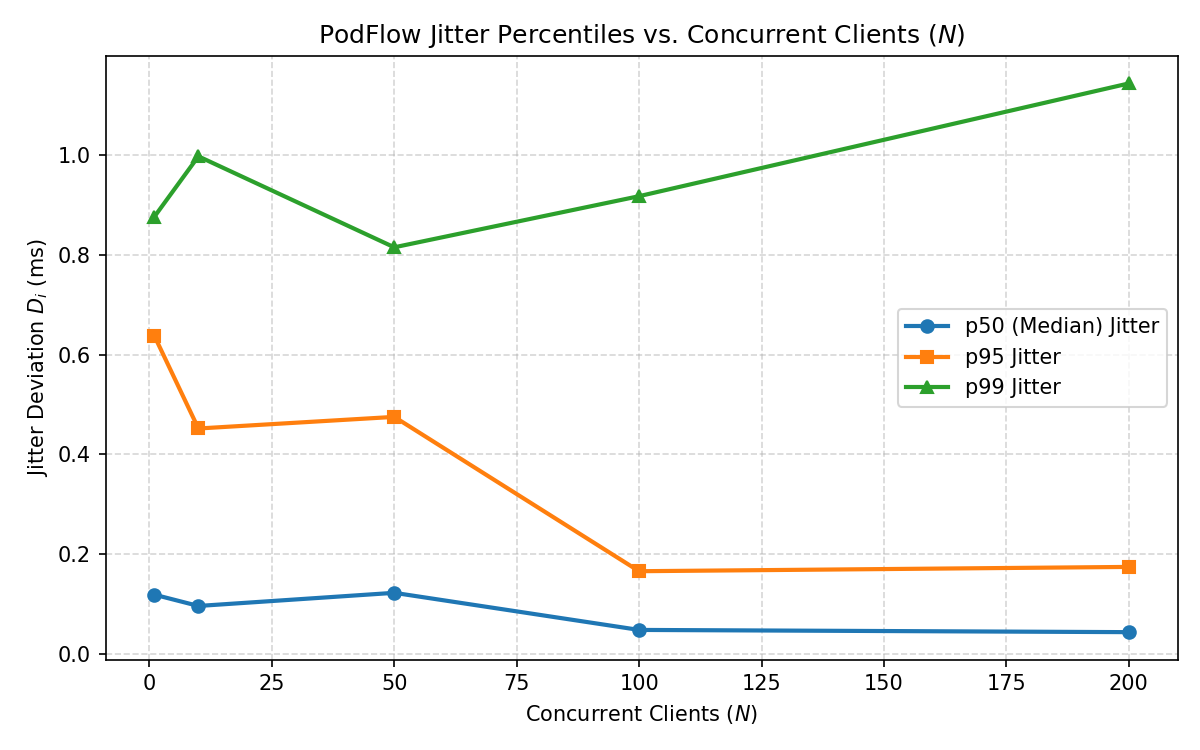 PodFlow Jitter Percentiles vs. Concurrent Clients (N)
Jitter Deviation Dᵢ (ms)
1.0
0.8
0.6
0.4
0.2
0.0
p50 (Median) Jitter
p95 Jitter
p99 Jitter
0 25 50 75 100 125 150 175 200
Concurrent Clients (N)